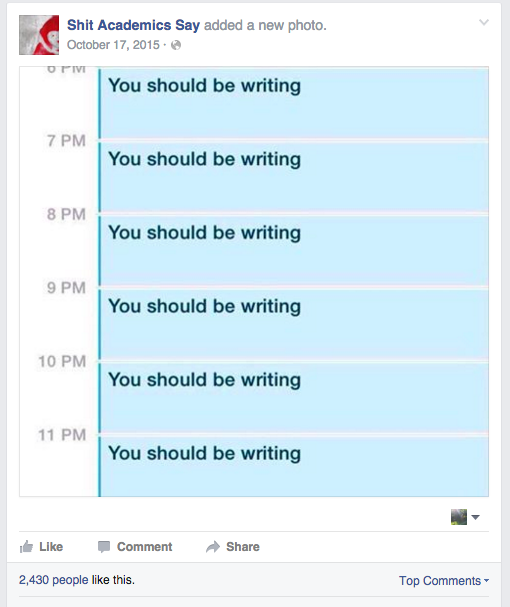 Shit Academics Say added a new photo.
October 17, 2015 ·
6 PM
You should be writing
7 PM
You should be writing
8 PM
You should be writing
9 PM
You should be writing
10 PM
You should be writing
11 PM
You should be writing
Like Comment Share
2,430 people like this. Top Comments